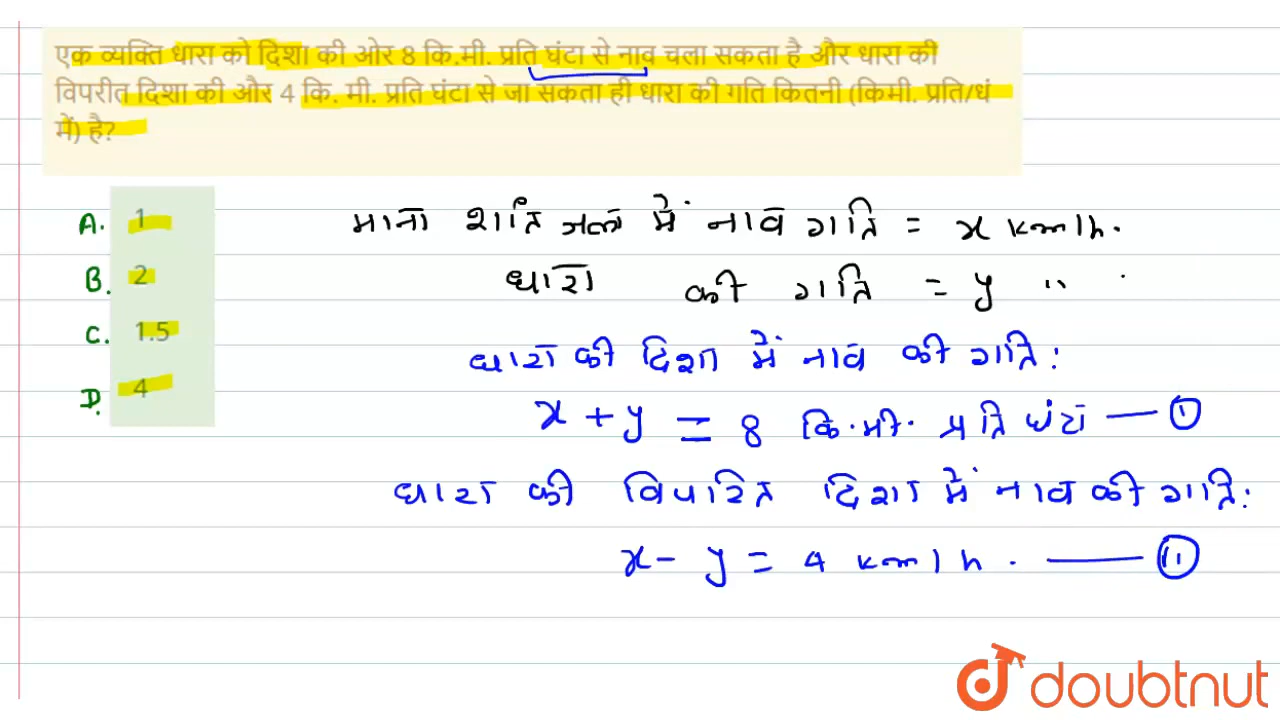 एक व्यक्ति धारा को दिशा की ओर 8 कि.मी. प्रति घंटा से नाव चला सकता है और धारा की
विपरीत दिशा की और 4 कि. मी. प्रति घंटा से जा सकता ही धारा की गति कितनी (किमी. प्रति/धं
में) है?
A. 1
B. 2
C. 1.5
D. 4
माना शांत जल में नाव गति = x km/h.
धारा की गति = y "
धारा की दिशा में नाव की गति:
x + y = 8 कि.मी. प्रति घंटा — ①
धारा की विपरित दिशा में नाव की गति:
x - y = 4 km/h. — ⑪
doubtnut